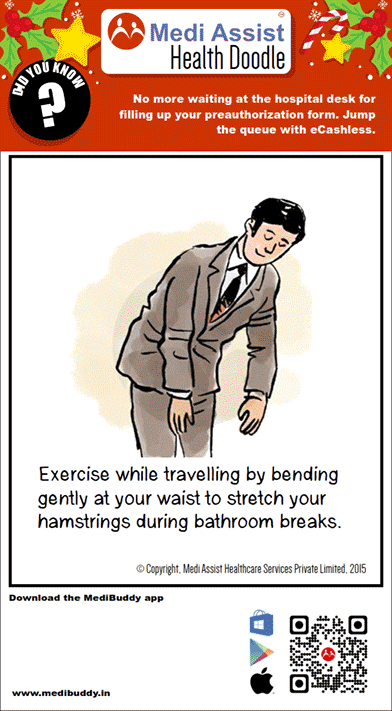 Medi Assist
Health Doodle
DID YOU KNOW
?
No more waiting at the hospital desk for
filling up your preauthorization form. Jump
the queue with eCashless.
Exercise while travelling by bending
gently at your waist to stretch your
hamstrings during bathroom breaks.
© Copyright, Medi Assist Healthcare Services Private Limited, 2015
Download the MediBuddy app
www.medibuddy.in